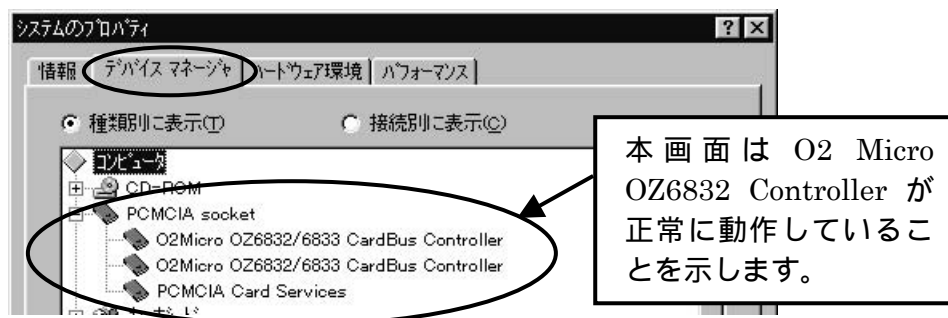 システムのプロパティ
情報 デバイス マネージャ ハードウェア環境 パフォーマンス
種類別に表示(T) 接続別に表示(C)
コンピュータ
CD-ROM
PCMCIA socket
O2Micro OZ6832/6833 CardBus Controller
O2Micro OZ6832/6833 CardBus Controller
PCMCIA Card Services
キーボード
本画面は O2 Micro
OZ6832 Controller が
正常に動作しているこ
とを示します。